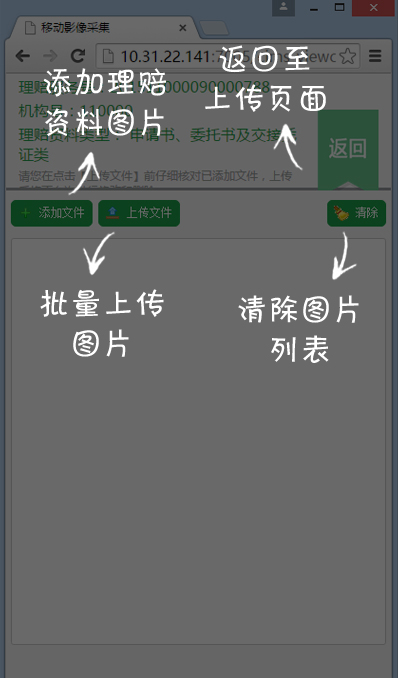 移动影像采集
10.31.22.141:
添加理赔
资料图片
返回至
上传页面
机构号：110000
理赔资料类型：申请书、委托书及交接凭
证类
请您在点击【上传文件】前仔细核对已添加文件，上传
返回
添加文件
上传文件
清除
批量上传
图片
清除图片
列表